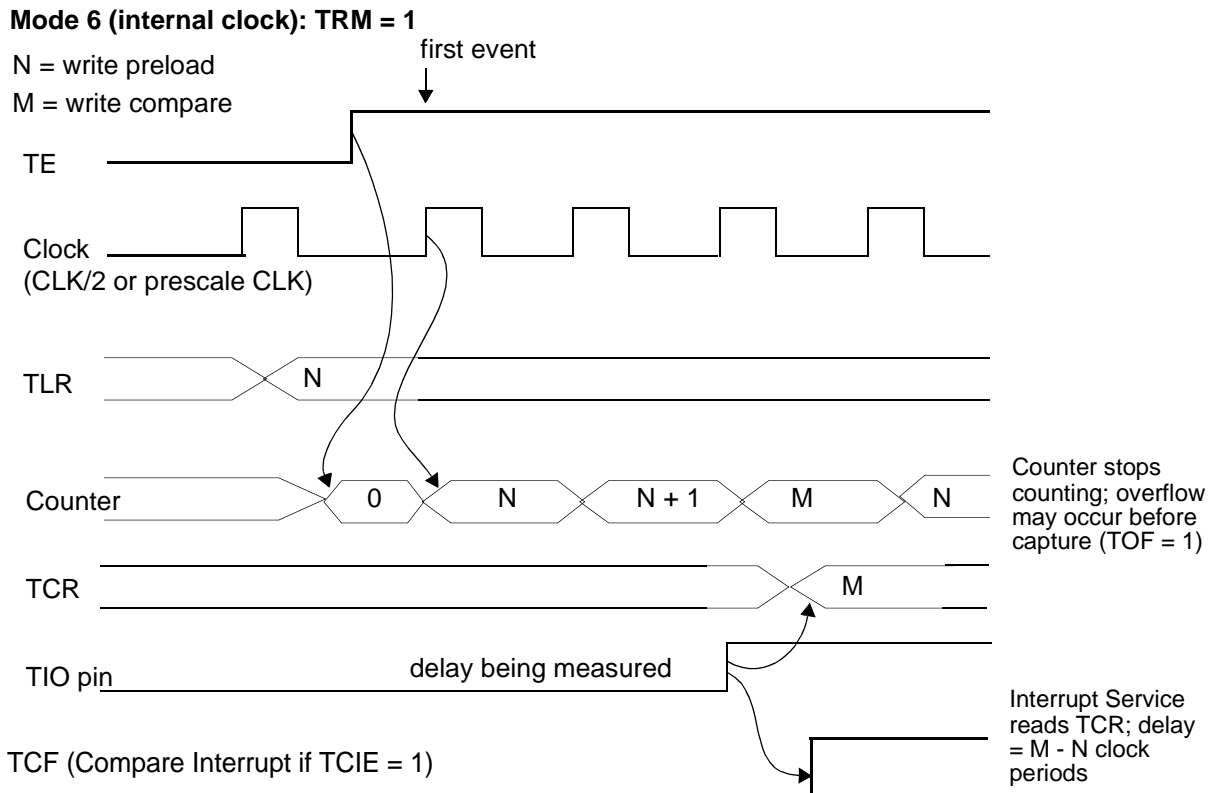 Mode 6 (internal clock): TRM = 1
first event
N = write preload
M = write compare
TE
Clock
(CLK/2 or prescale CLK)
TLR
N
Counter
0
N
N + 1
M
N
Counter stops
counting; overflow
may occur before
capture (TOF = 1)
TCR
M
TIO pin
delay being measured
Interrupt Service
reads TCR; delay
= M - N clock
periods
TCF (Compare Interrupt if TCIE = 1)